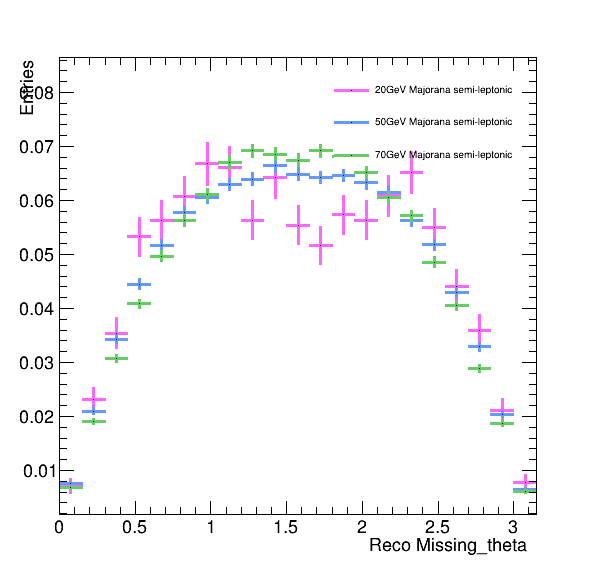 Entries
0.08
0.07
0.06
0.05
0.04
0.03
0.02
0.01
20GeV Majorana semi-leptonic
50GeV Majorana semi-leptonic
70GeV Majorana semi-leptonic
0 0.5 1 1.5 2 2.5 3
Reco Missing_theta